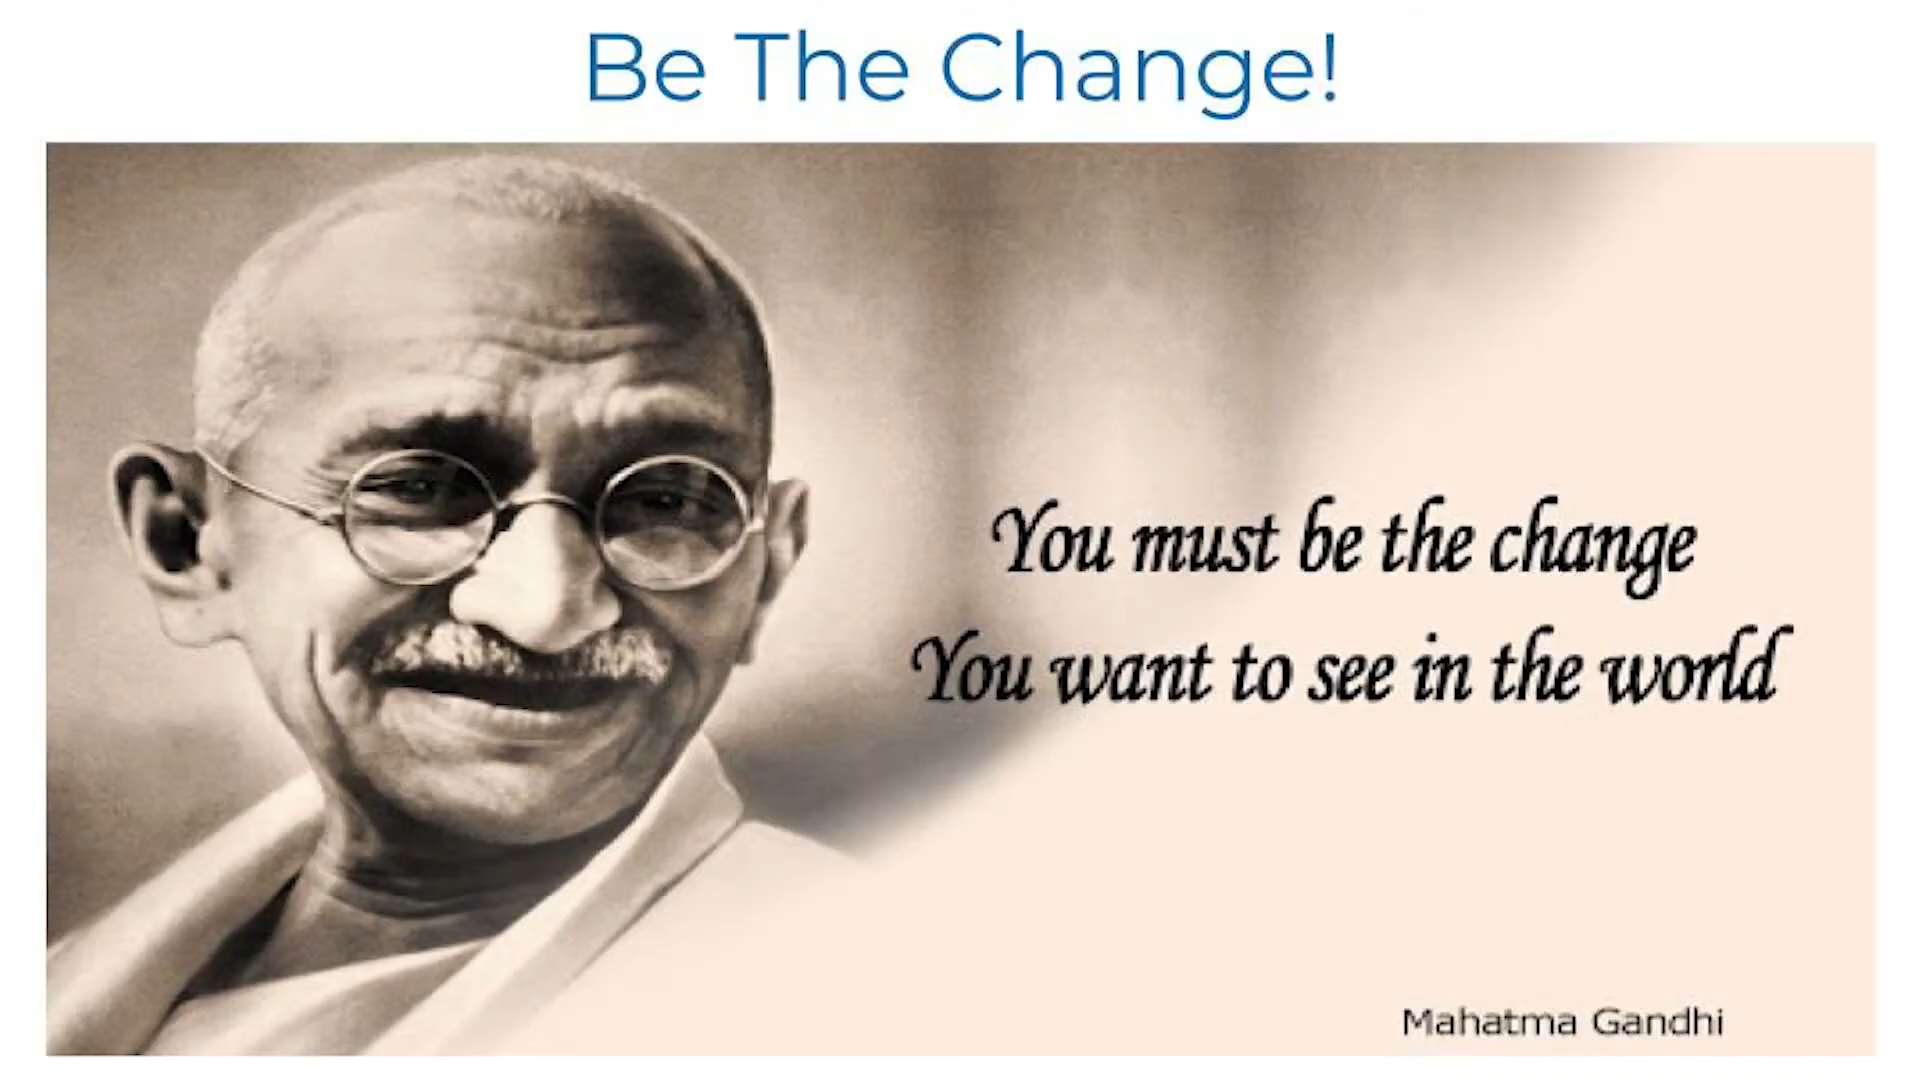 Be The Change!
You must be the change
You want to see in the world
Mahatma Gandhi